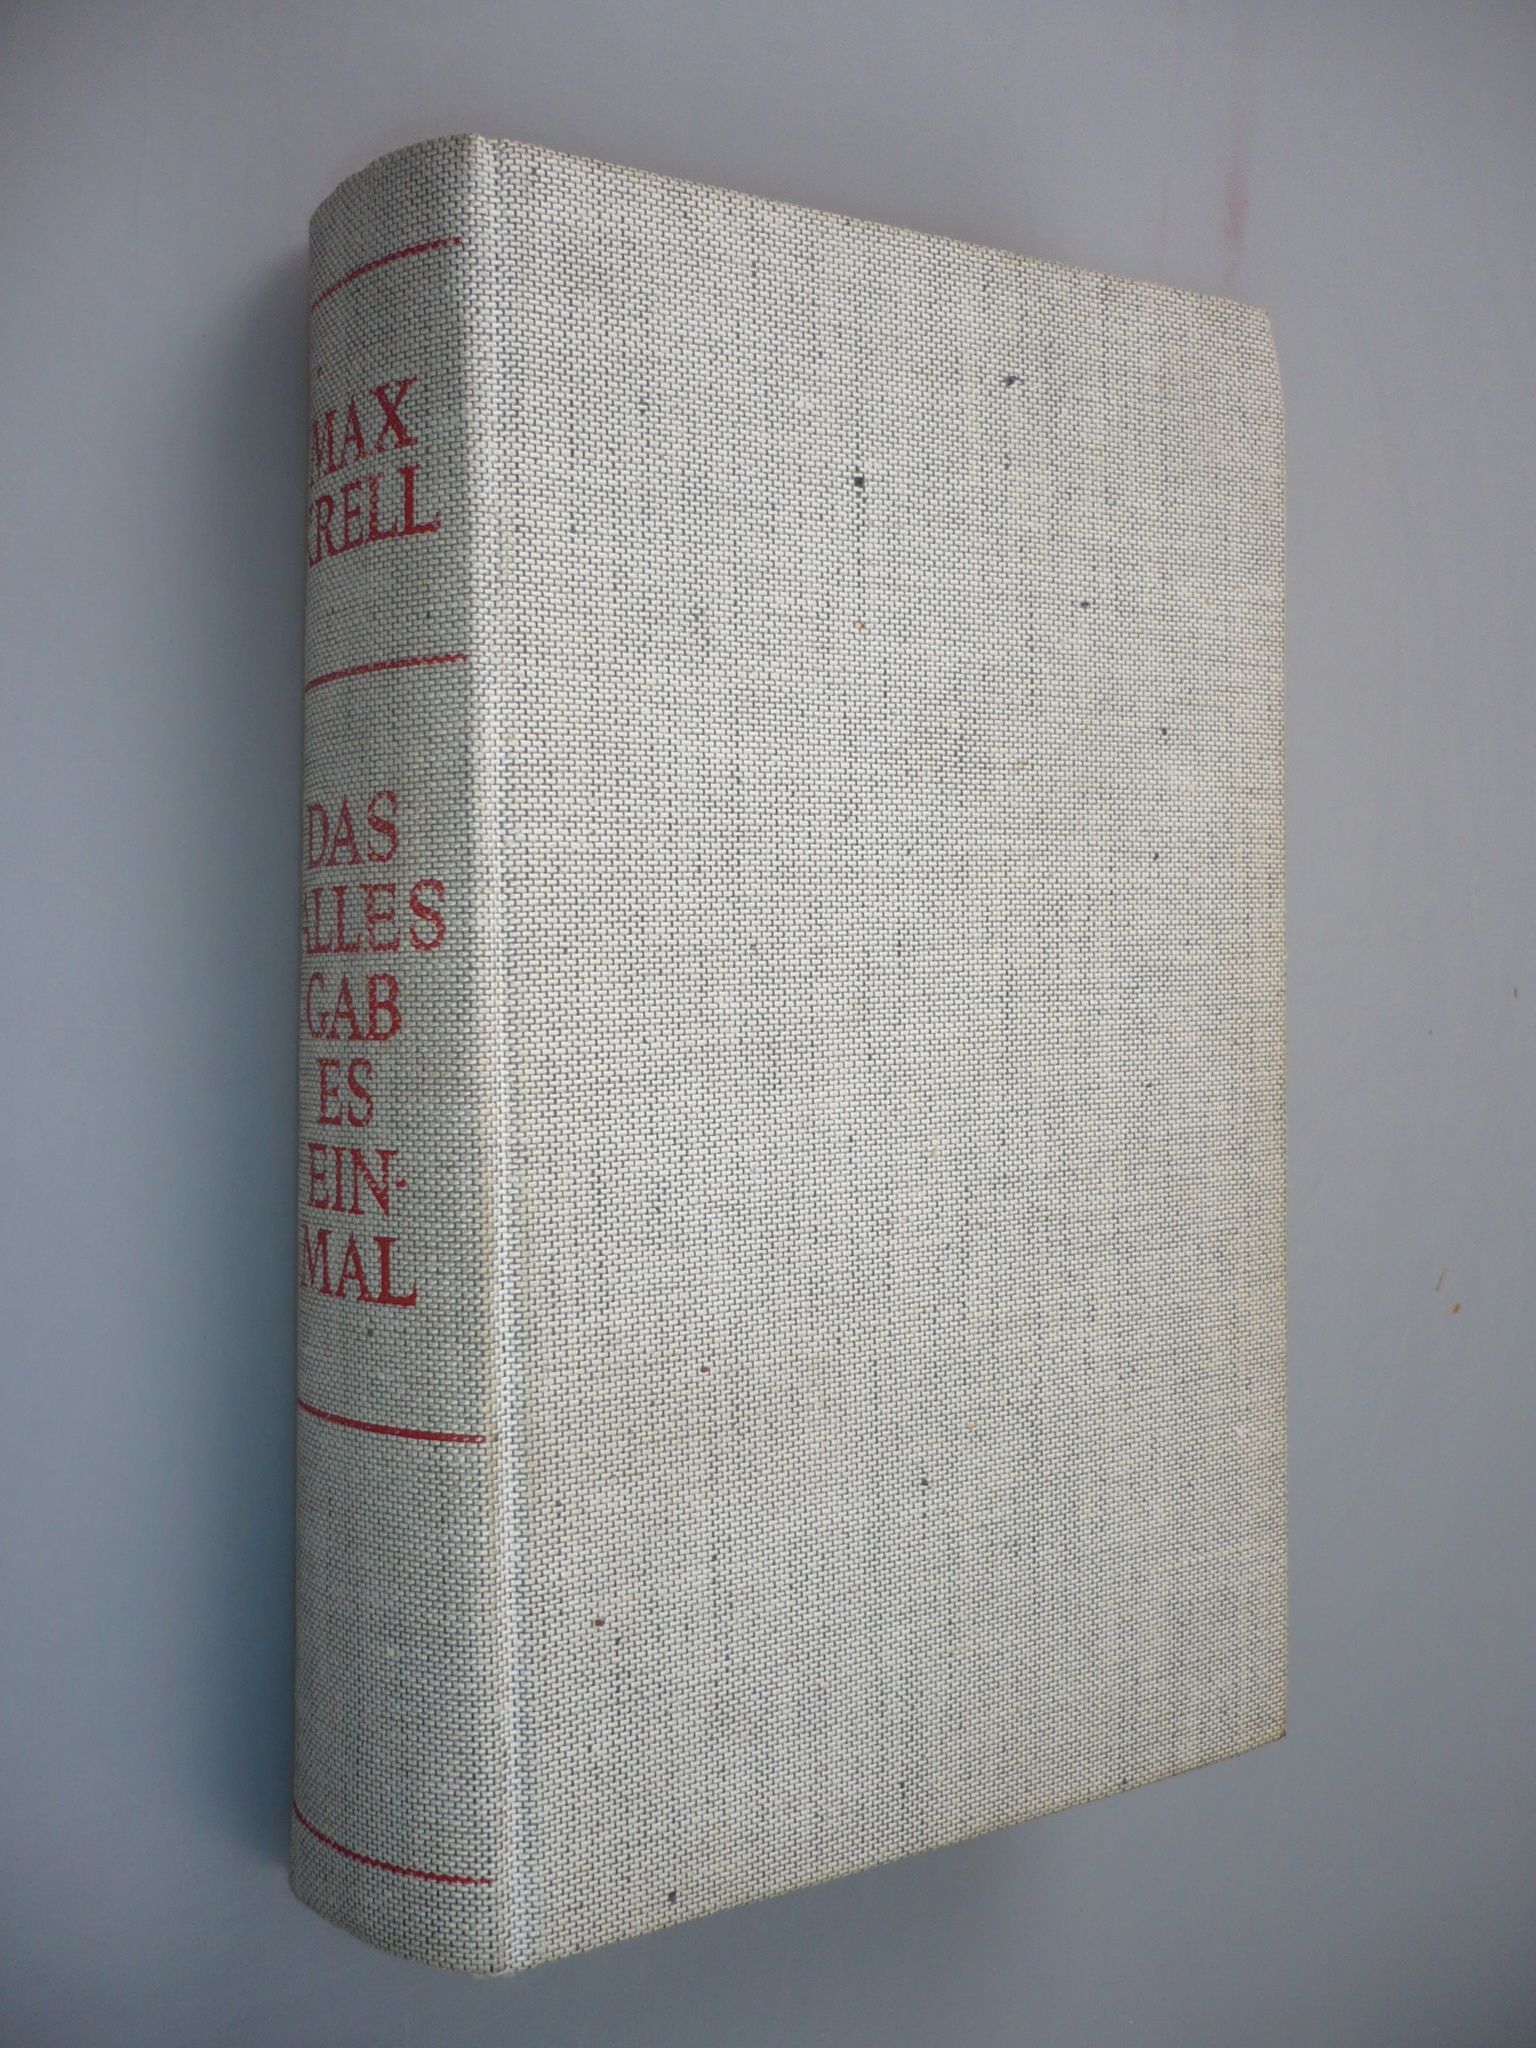 MAX
KRELL
DAS
ALLES
GAB
ES
EIN-
MAL